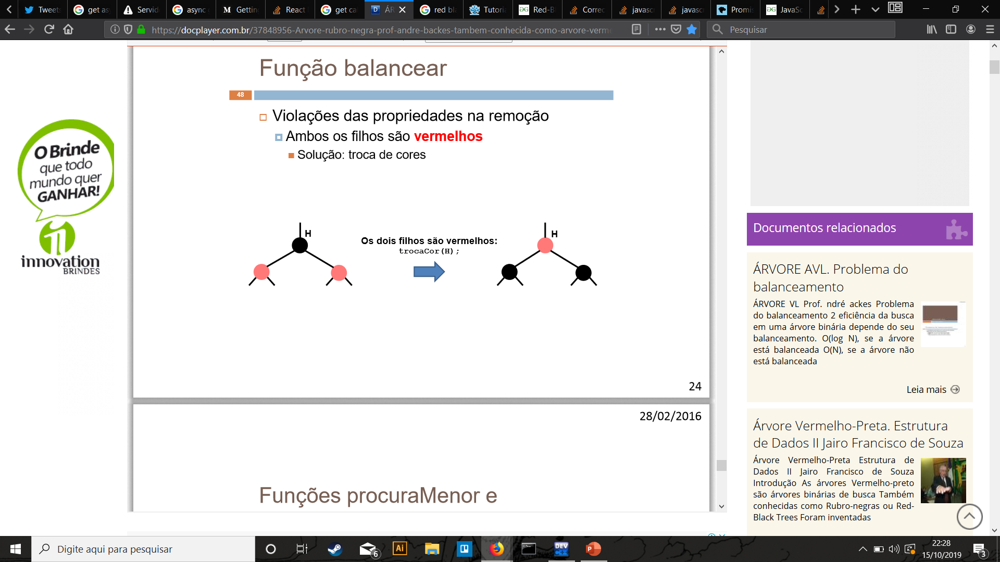 Tweets
get as
Servid
async
Gettin
React
get ca
ÁR
red bla
Tutoria
Red-B
Correc
javasc
javasc
Promis
JavaSc
https://docplayer.com.br/37848956-Arvore-rubro-negra-prof-andre-backes-tambem-conhecida-como-arvore-verme
Pesquisar
Função balancear
48
Violações das propriedades na remoção
Ambos os filhos são vermelhos
Solução: troca de cores
H
Os dois filhos são vermelhos:
trocaCor(H);
H
24
28/02/2016
Funções procuraMenor e
O Brinde
que todo
mundo quer
GANHAR!
innovation
BRINDES
Documentos relacionados
ÁRVORE AVL. Problema do
balanceamento
ÁRVORE VL Prof. ndré ackes Problema
do balanceamento 2 eficiência da busca
em uma árvore binária depende do seu
balanceamento. O(log N), se a árvore
está balanceada O(N), se a árvore não
está balanceada
Leia mais
Árvore Vermelho-Preta. Estrutura
de Dados II Jairo Francisco de Souza
Árvore Vermelho-Preta Estrutura de
Dados II Jairo Francisco de Souza
Introdução As árvores Vermelho-preto
são árvores binárias de busca Também
conhecidas como Rubro-negras ou Red-
Black Trees Foram inventadas
Digite aqui para pesquisar
6
Ai
DEV
22:28
15/10/2019
3